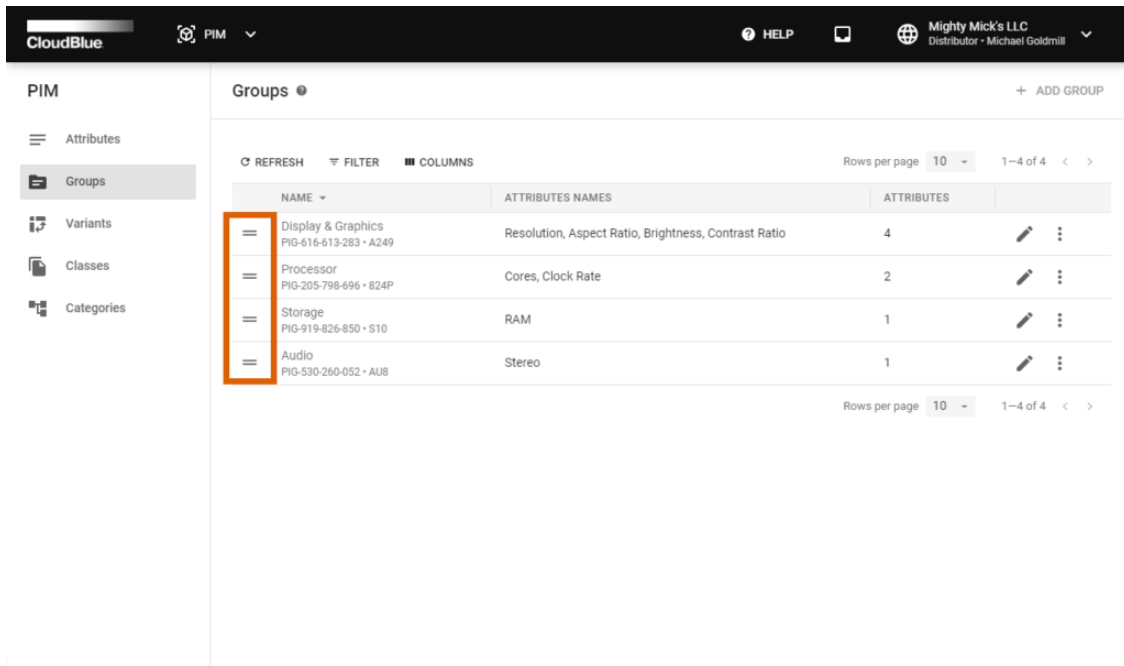 CloudBlue
PIM
HELP
Mighty Mick's LLC
Distributor • Michael Goldmill
PIM
Groups
+ ADD GROUP
Attributes
Groups
Variants
Classes
Categories
REFRESH FILTER COLUMNS Rows per page 10 1–4 of 4 < >
NAME ATTRIBUTES NAMES ATTRIBUTES
Display & Graphics
PIG-616-613-283 • A249
Resolution, Aspect Ratio, Brightness, Contrast Ratio 4
Processor
PIG-205-798-696 • 824P
Cores, Clock Rate 2
Storage
PIG-919-826-850 • S10
RAM 1
Audio
PIG-530-260-052 • AU8
Stereo 1
Rows per page 10 1–4 of 4 < >